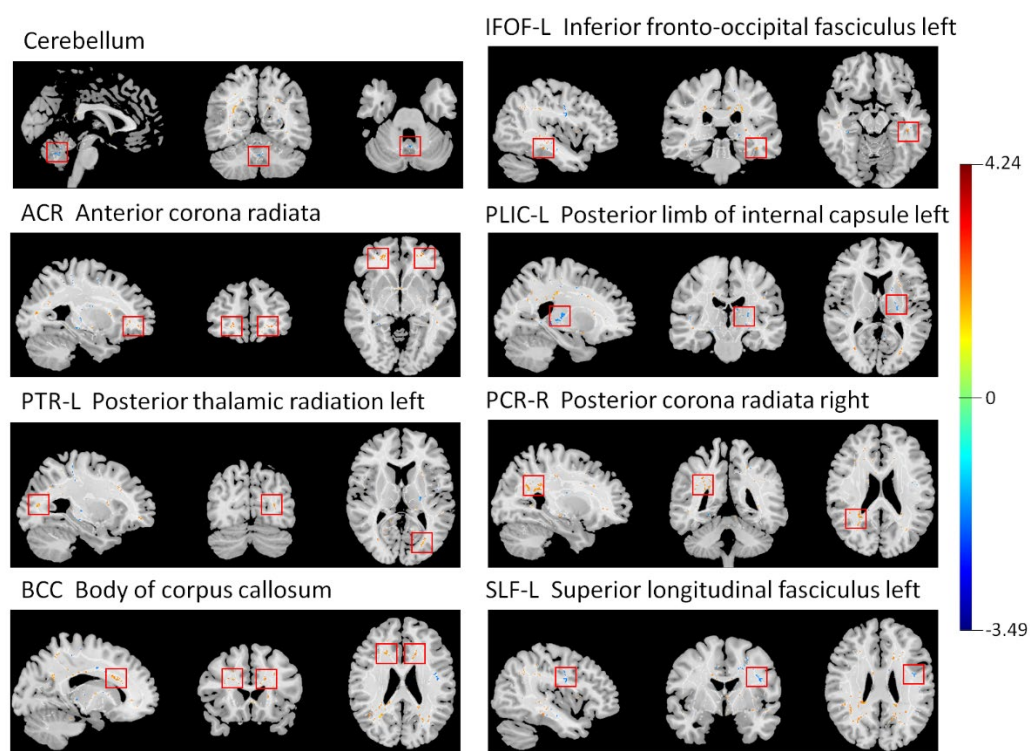 Cerebellum
IFOF-L Inferior fronto-occipital fasciculus left
ACR Anterior corona radiata
PLIC-L Posterior limb of internal capsule left
PTR-L Posterior thalamic radiation left
PCR-R Posterior corona radiata right
BCC Body of corpus callosum
SLF-L Superior longitudinal fasciculus left
4.24
0
-3.49